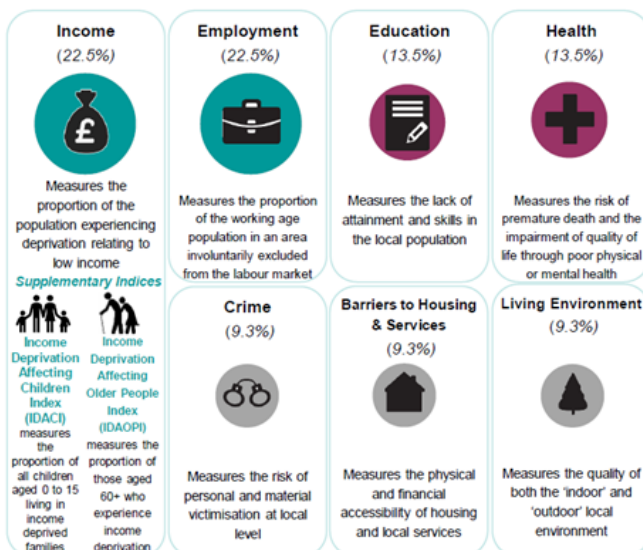 Income
(22.5%)
£
Measures the
proportion of the
population experiencing
deprivation relating to
low income
Supplementary Indices
Income
Deprivation
Affecting
Children
Index
(IDACI)
measures
the
proportion of
all children
aged 0 to 15
living in
income
deprived
families
Income
Deprivation
Affecting
Older People
Index
(IDAOPI)
measures the
proportion of
those aged
60+ who
experience
income
deprivation
Employment
(22.5%)
Measures the proportion
of the working age
population in an area
involuntarily excluded
from the labour market
Education
(13.5%)
Measures the lack of
attainment and skills in
the local population
Health
(13.5%)
Measures the risk of
premature death and the
impairment of quality of
life through poor physical
or mental health
Crime
(9.3%)
Measures the risk of
personal and material
victimisation at local
level
Barriers to Housing
& Services
(9.3%)
Measures the physical
and financial
accessibility of housing
and local services
Living Environment
(9.3%)
Measures the quality of
both the ‘indoor’ and
‘outdoor’ local
environment